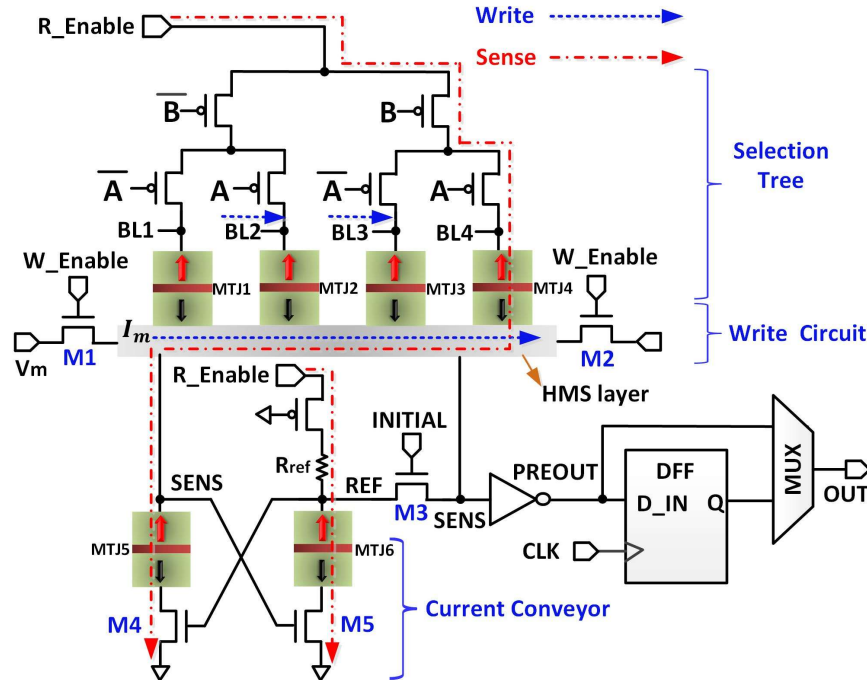 R_Enable
Write
Sense
B̅
B
Selection
Tree
A̅
A
A̅
A
BL1
BL2
BL3
BL4
W_Enable
MTJ1
MTJ2
MTJ3
MTJ4
W_Enable
I_m
Vm
M1
M2
Write Circuit
R_Enable
HMS layer
INITIAL
Rref
SENS
REF
M3
SENS
PREOUT
DFF
D_IN
Q
MUX
OUT
MTJ5
MTJ6
CLK
M4
M5
Current Conveyor